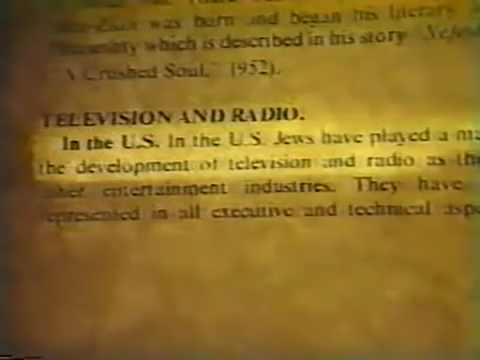 was born and began his literary
which is described in his story
"A Crushed Soul," 1952).
TELEVISION AND RADIO.
In the U.S. In the U.S. Jews have played a
the development of television and radio as
entertainment industries. They have
represented in all executive and technical